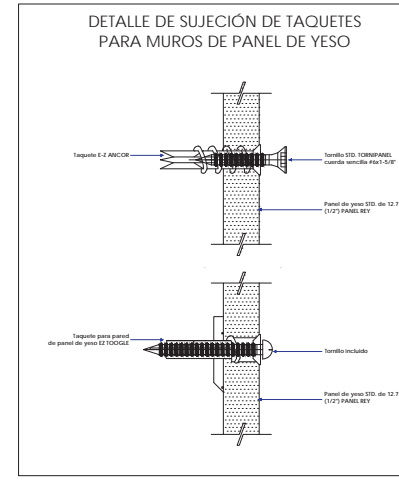 DETALLE DE SUJECIÓN DE TAQUETES
PARA MUROS DE PANEL DE YESO
Taquete E-Z ANCOR
Tornillo STD. TORNIPANEL
cuerda sencilla #6x1-5/8"
Panel de yeso STD. de 12.7
(1/2") PANEL REY
Taquete para pared
de panel de yeso EZ TOOGLE
Tornillo incluido
Panel de yeso STD. de 12.7
(1/2") PANEL REY